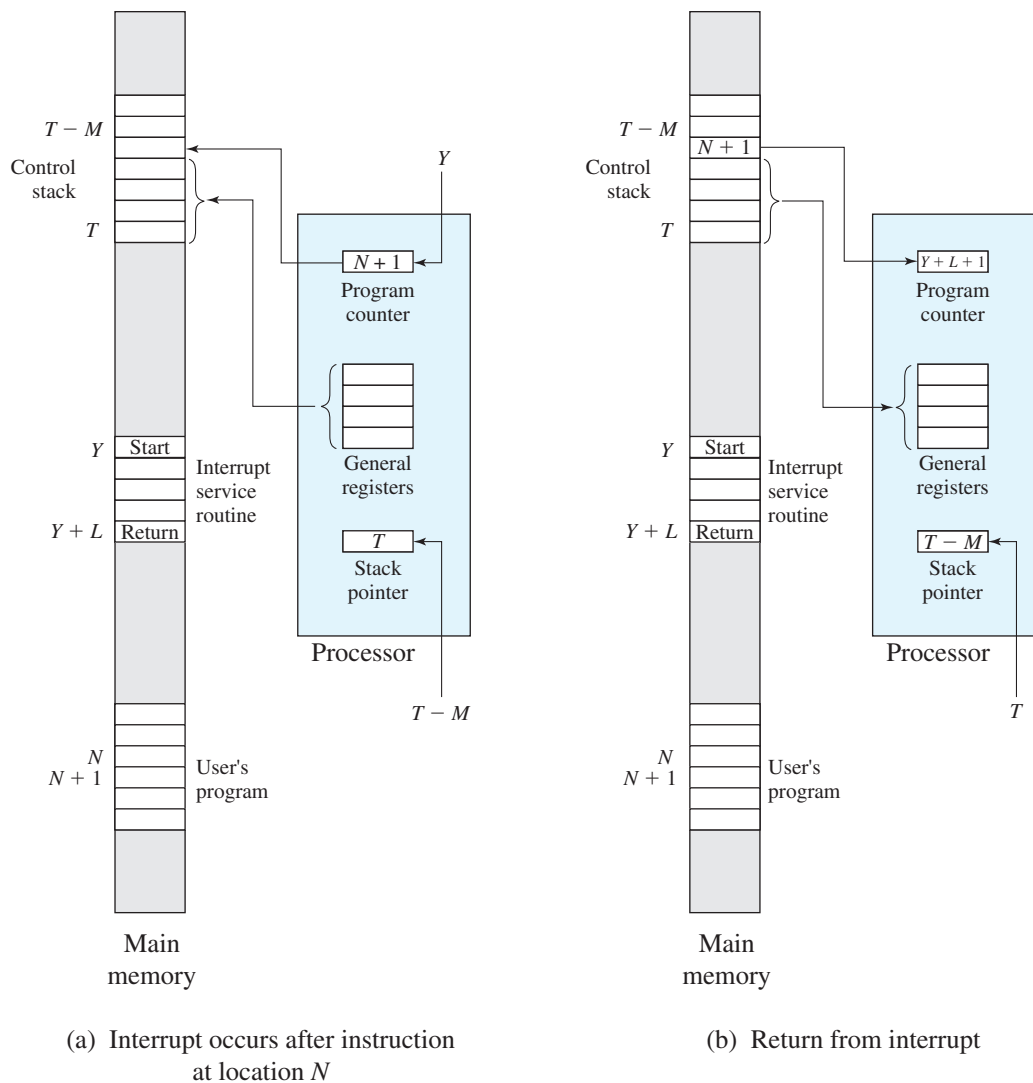 T − M
Control
stack
T
Y
N + 1
Program
counter
Y
Start
General
registers
Interrupt
service
routine
Y + L
Return
T
Stack
pointer
Processor
T − M
N
N + 1
User's
program
Main
memory
(a) Interrupt occurs after instruction
at location N
T − M
N + 1
Control
stack
T
Y + L + 1
Program
counter
Y
Start
General
registers
Interrupt
service
routine
Y + L
Return
T − M
Stack
pointer
Processor
T
N
N + 1
User's
program
Main
memory
(b) Return from interrupt